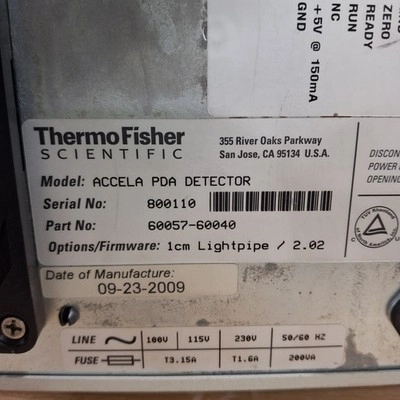 +5V @ 150mA
GND
NC
RUN
READY
ZERO
ThermoFisher
SCIENTIFIC
355 River Oaks Parkway
San Jose, CA 95134 U.S.A.
Model: ACCELA PDA DETECTOR
Serial No: 800110
Part No: 60057-60040
Options/Firmware: 1cm Lightpipe / 2.02
DISCON
POWER
OPENING
TUV
Date of Manufacture:
09-23-2009
LINE 100V 115V 230V 50/60 HZ
FUSE T3.15A T1.6A 200VA